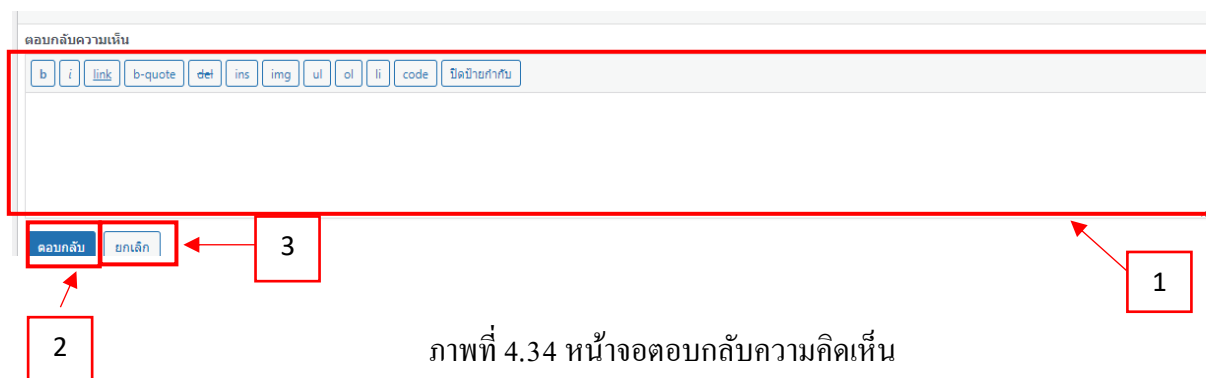 ตอบกลับความเห็น
b i link b-quote del ins img ul ol li code ปิดป้ายกำกับ
ตอบกลับ ยกเลิก 3
1
2
ภาพที่ 4.34 หน้าจอตอบกลับความคิดเห็น